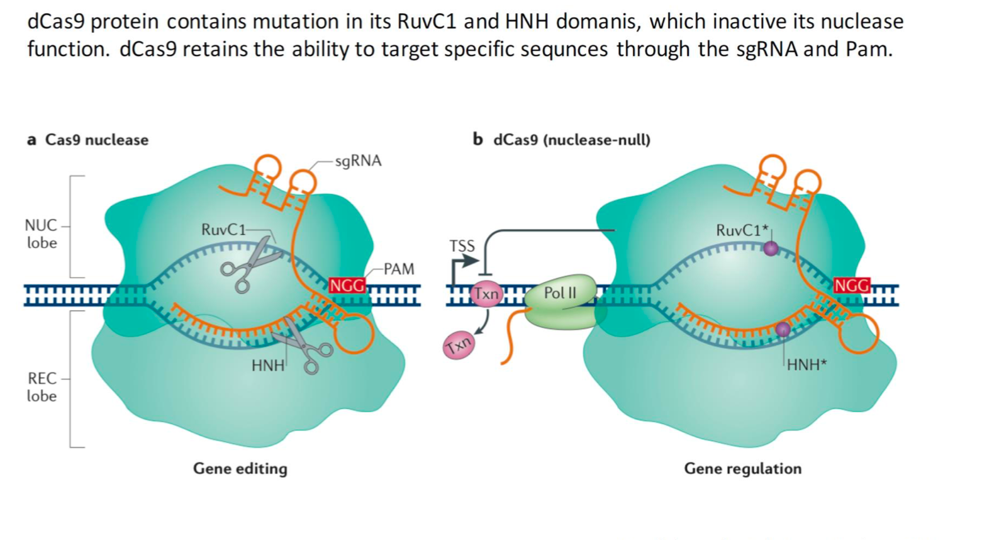 dCas9 protein contains mutation in its RuvC1 and HNH domanis, which inactive its nuclease
function. dCas9 retains the ability to target specific sequnces through the sgRNA and Pam.
a Cas9 nuclease
sgRNA
NUC
lobe
RuvC1
PAM
NGG
HNH
REC
lobe
Gene editing
b dCas9 (nuclease-null)
TSS
RuvC1*
NGG
Txn
Pol II
Txn
HNH*
Gene regulation